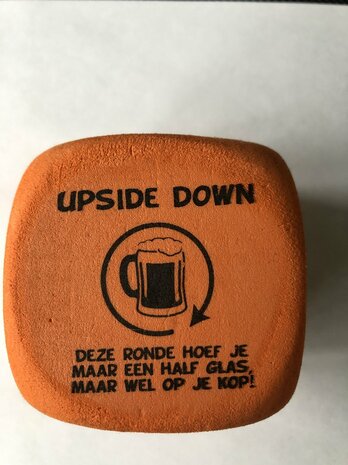 UPSIDE DOWN
DEZE RONDE HOEF JE
MAAR EEN HALF GLAS,
MAAR WEL OP JE KOP!